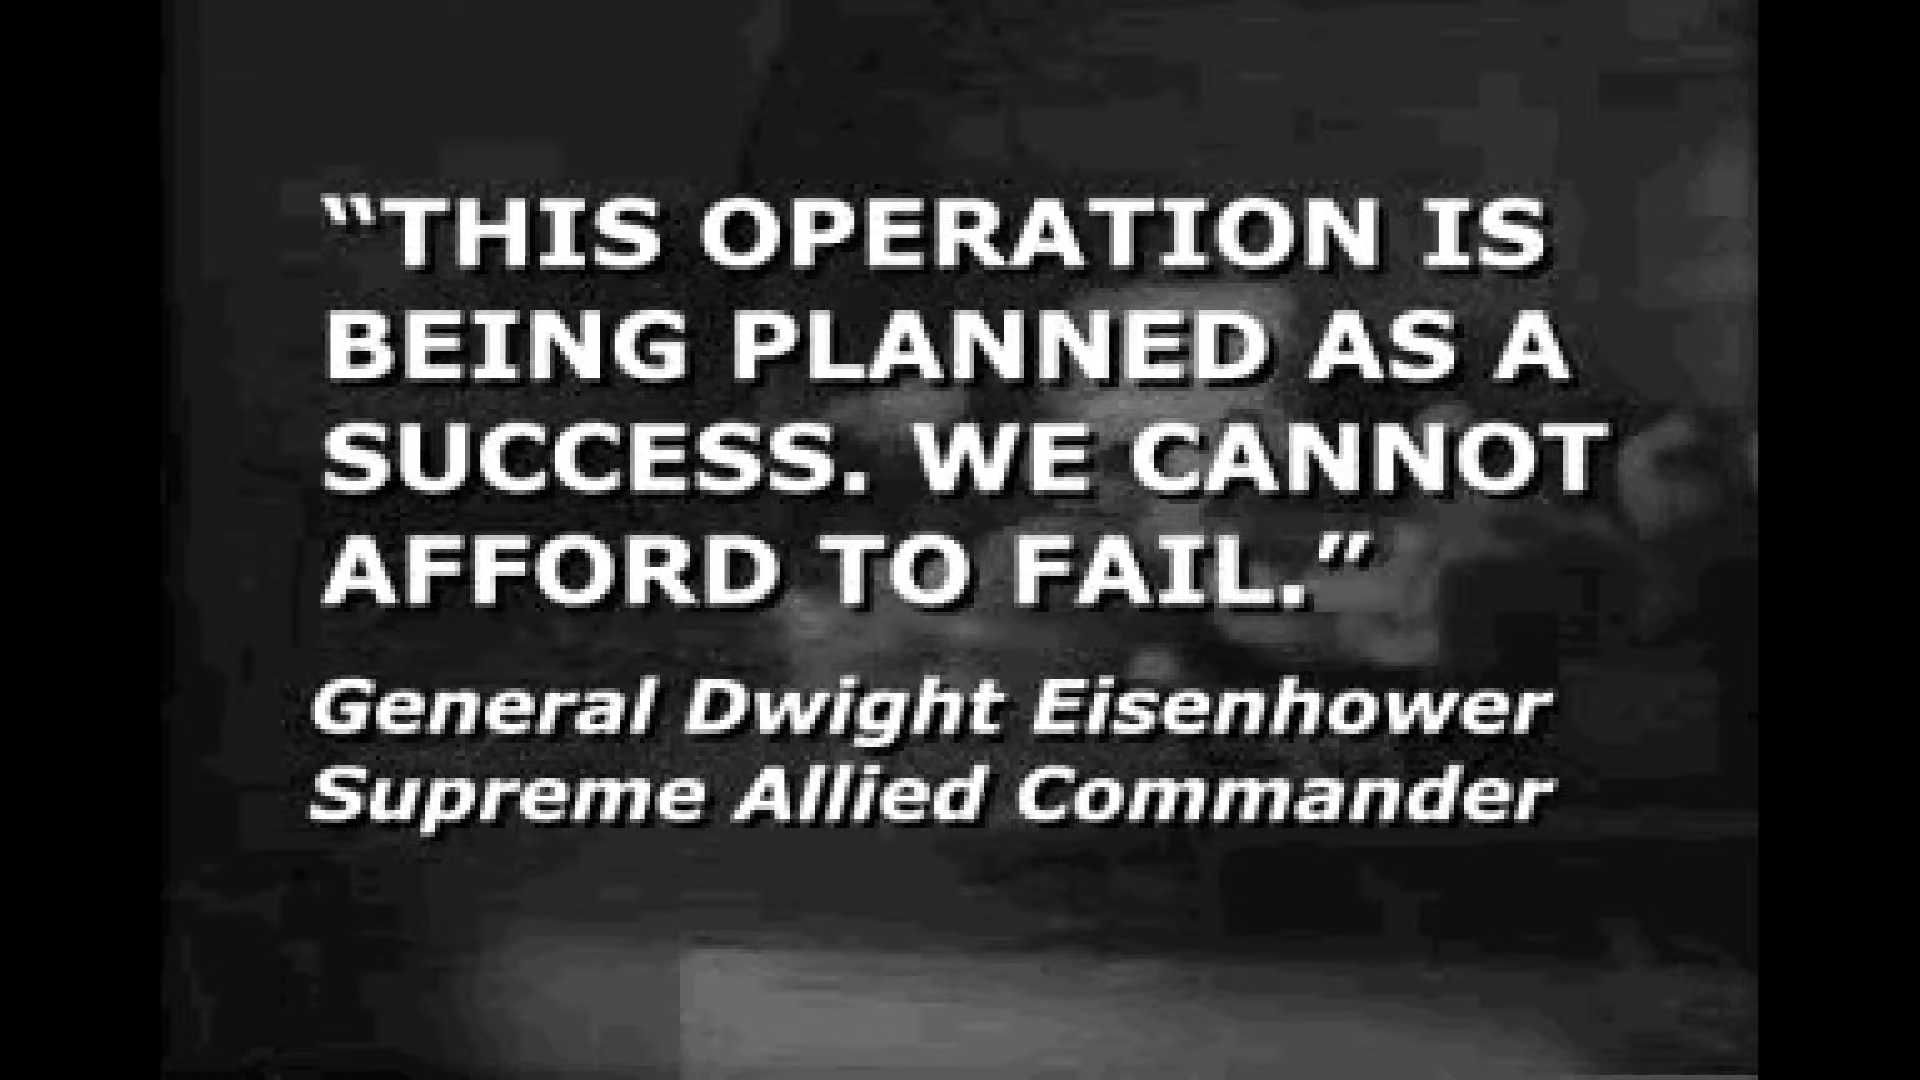 “THIS OPERATION IS
BEING PLANNED AS A
SUCCESS. WE CANNOT
AFFORD TO FAIL.”
General Dwight Eisenhower
Supreme Allied Commander